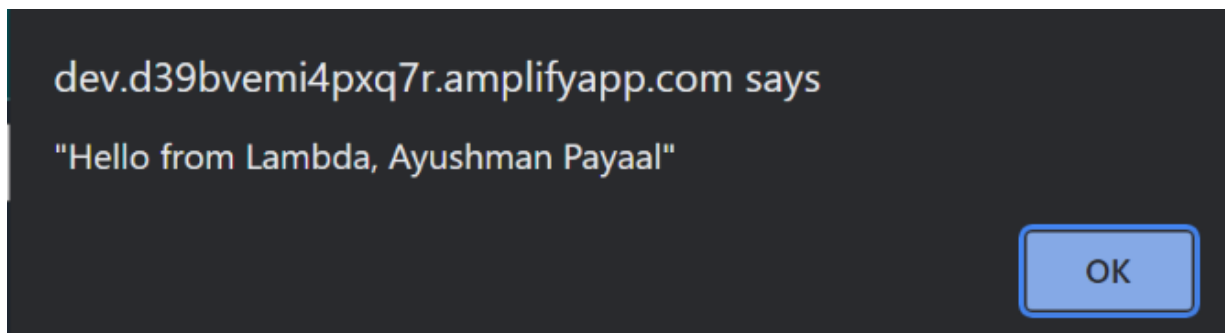 dev.d39bvemi4pxq7r.amplifyapp.com says
"Hello from Lambda, Ayushman Payaal"
OK